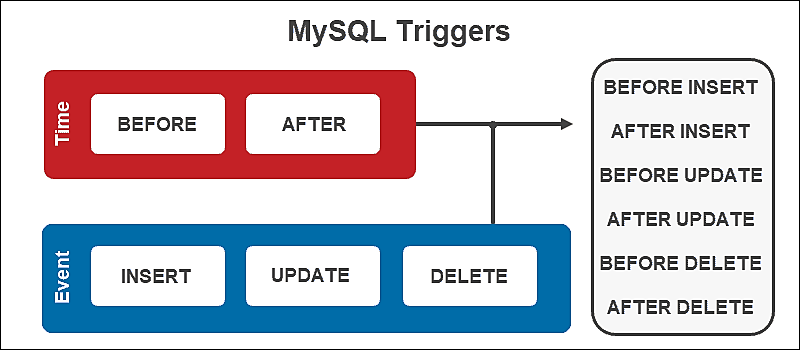 MySQL Triggers
Time
BEFORE
AFTER
Event
INSERT
UPDATE
DELETE
BEFORE INSERT
AFTER INSERT
BEFORE UPDATE
AFTER UPDATE
BEFORE DELETE
AFTER DELETE